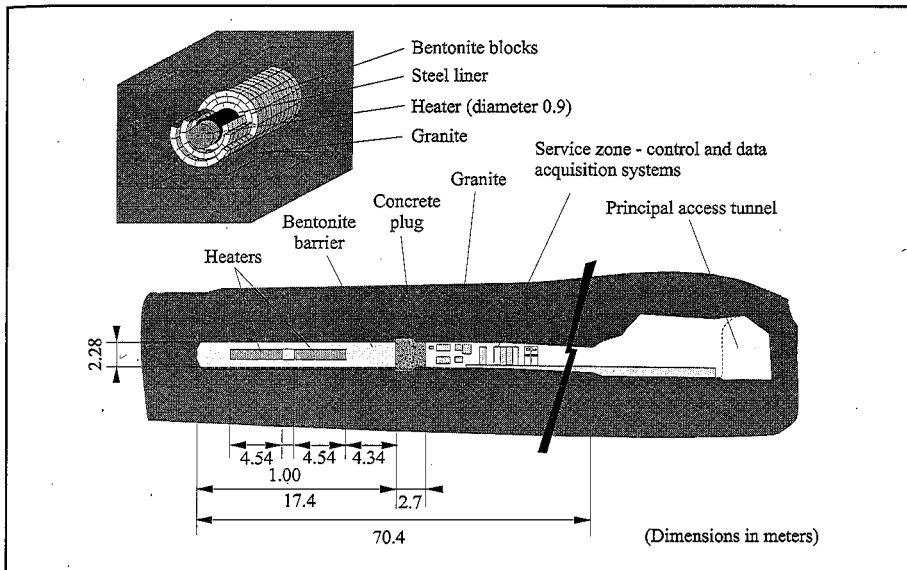 Bentonite blocks
Steel liner
Heater (diameter 0.9)
Granite
Service zone - control and data
acquisition systems
Granite
Concrete
plug
Principal access tunnel
Bentonite
barrier
Heaters
2.28
4.54
4.54
4.34
1.00
17.4
2.7
70.4
(Dimensions in meters)